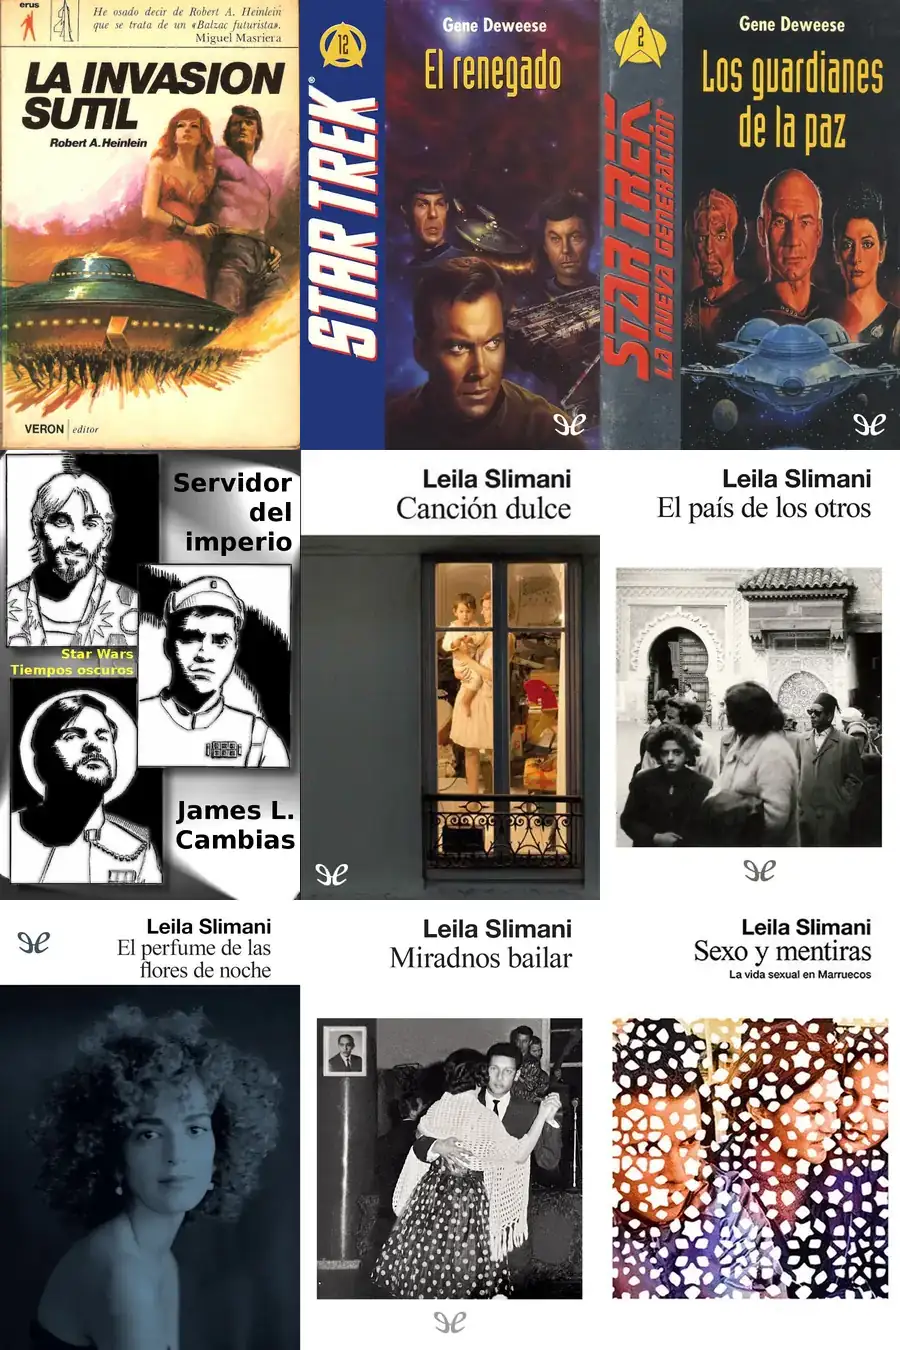 erus
He osado decir de Robert A. Heinlein
que se trata de un «Balzac futurista».
Miguel Masriera
LA INVASION
SUTIL
Robert A. Heinlein
VERON editor
12
STAR TREK
®
Gene Deweese
El renegado
2
STAR TREK®
LA NUEVA GENERACIÓN
Gene Deweese
Los guardianes
de la paz
Servidor
del
imperio
Star Wars
Tiempos oscuros
James L.
Cambias
Leila Slimani
Canción dulce
Leila Slimani
El país de los otros
Leila Slimani
El perfume de las
flores de noche
Leila Slimani
Miradnos bailar
Leila Slimani
Sexo y mentiras
La vida sexual en Marruecos